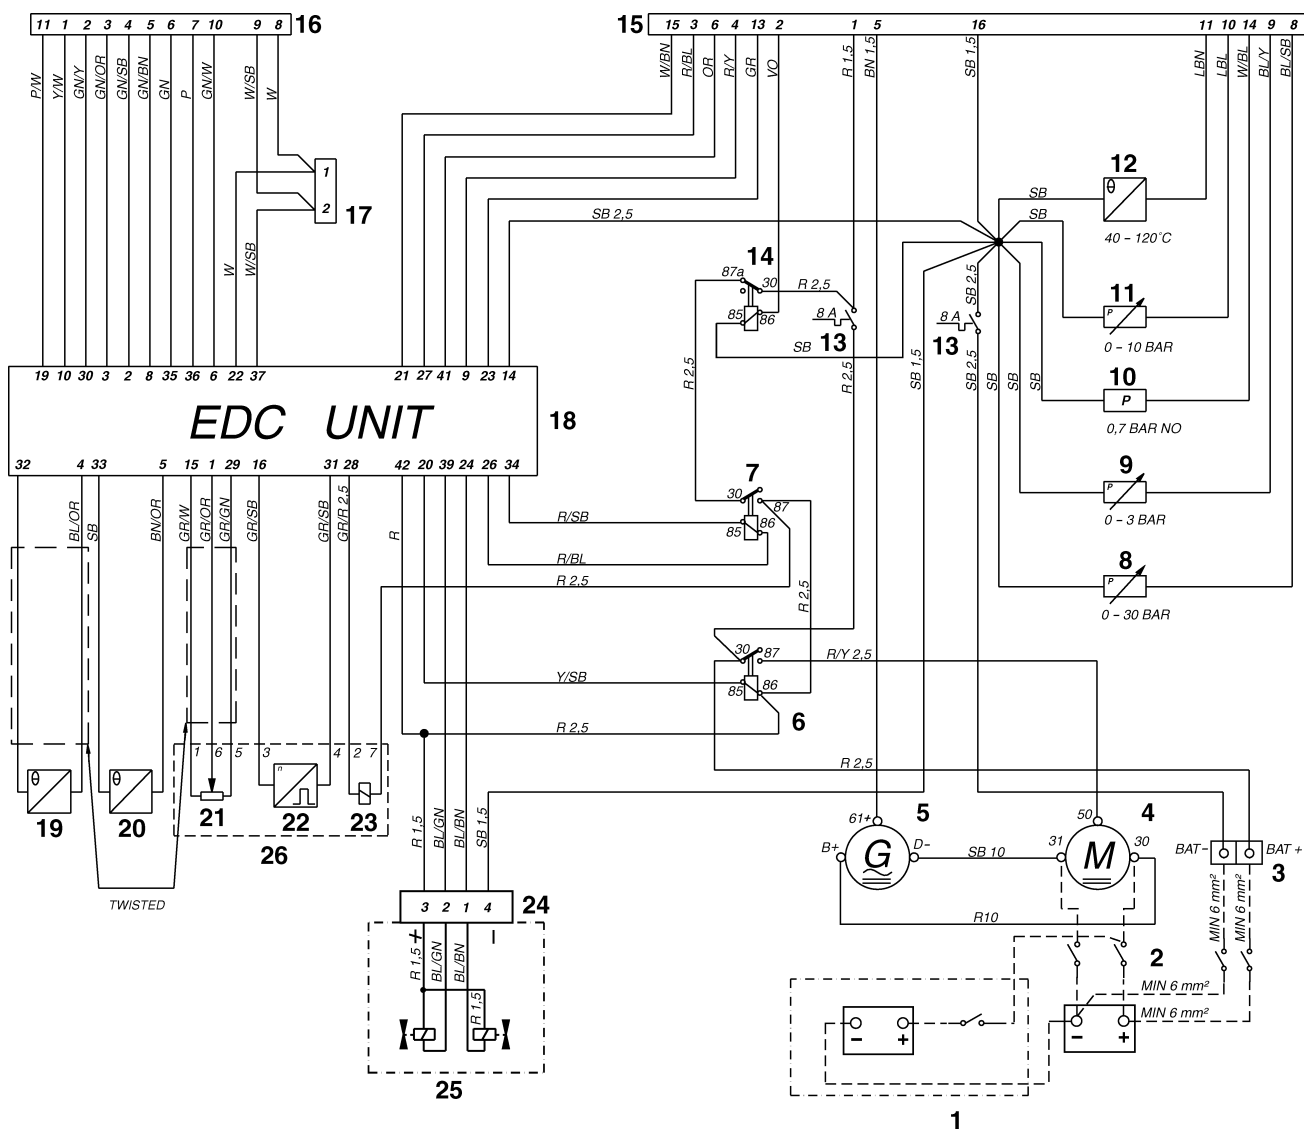 11 1 2 3 4 5 6 7 10 9 8 16
15 15 3 6 4 13 2 1 5 16 11 10 14 9 8
P/W Y/W GN/Y GN/OR GN/SB GN/BN GN P GN/W W/SB W
W/BN R/BL OR R/Y GR VO R 1,5 BN 1,5 SB 1,5 LBN LBL W/BL BL/Y BL/SB
1
2
17
W W/SB
12
SB
SB
40 – 120°C
SB 2,5
14
87a 30
R 2,5
85 86
8 A
13
SB 2,5
8 A
13
11
P
0 – 10 BAR
SB
R 2,5
R 2,5
SB 1,5
SB 2,5
SB
SB
SB
10
P
0,7 BAR NO
19 10 30 3 2 8 35 36 6 22 37 21 27 41 9 23 14
EDC UNIT
18
32 4 33 5 15 1 29 16 31 28 42 20 39 24 26 34
9
P
0 – 3 BAR
7
30
87
85 86
R/SB
R/BL
R 2,5
8
P
0 – 30 BAR
BL/OR SB BN/OR GR/W GR/OR GR/GN GR/SB GR/SB GR/R 2,5 R
R 2,5
30 87
R/Y 2,5
Y/SB
85 86
6
R 2,5
R 2,5
1 6 5 3 4 2 7
θ
θ
n
19 20 21 22 23
26
TWISTED
R 1,5 BL/GN BL/BN SB 1,5
5
61+
B+ G D–
SB 10
4
50
31 M 30
BAT – BAT +
3
R10
3 2 1 4
24
+ –
R 1,5 BL/GN BL/BN
R 1,5
25
MIN 6 mm² MIN 6 mm²
2
MIN 6 mm²
MIN 6 mm²
– +
– +
1
θ